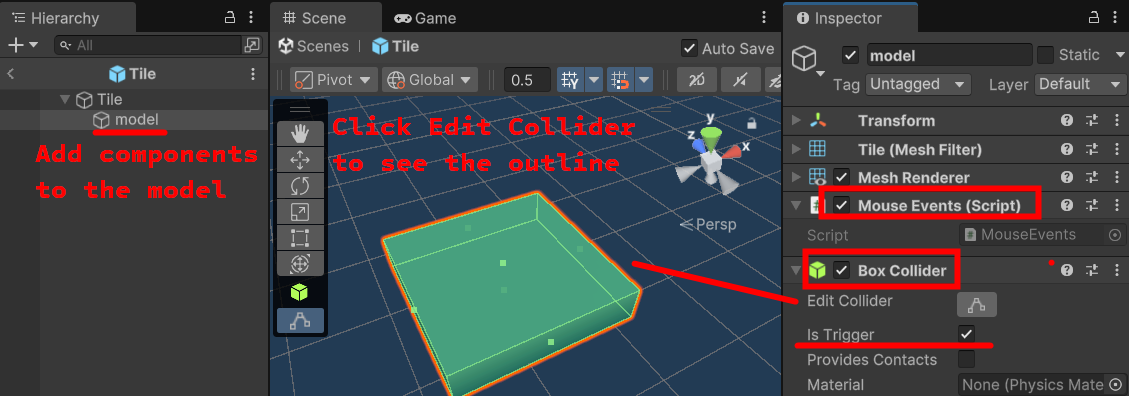 Hierarchy
All
Tile
Tile
model
Add components
to the model
Scene
Game
Scenes
Tile
Auto Save
Pivot
Global
0.5
2D
Click Edit Collider
to see the outline
y
z
x
Persp
Inspector
model
Static
Tag
Untagged
Layer
Default
Transform
Tile (Mesh Filter)
Mesh Renderer
Mouse Events (Script)
Script
MouseEvents
Box Collider
Edit Collider
Is Trigger
Provides Contacts
Material
None (Physics Mate